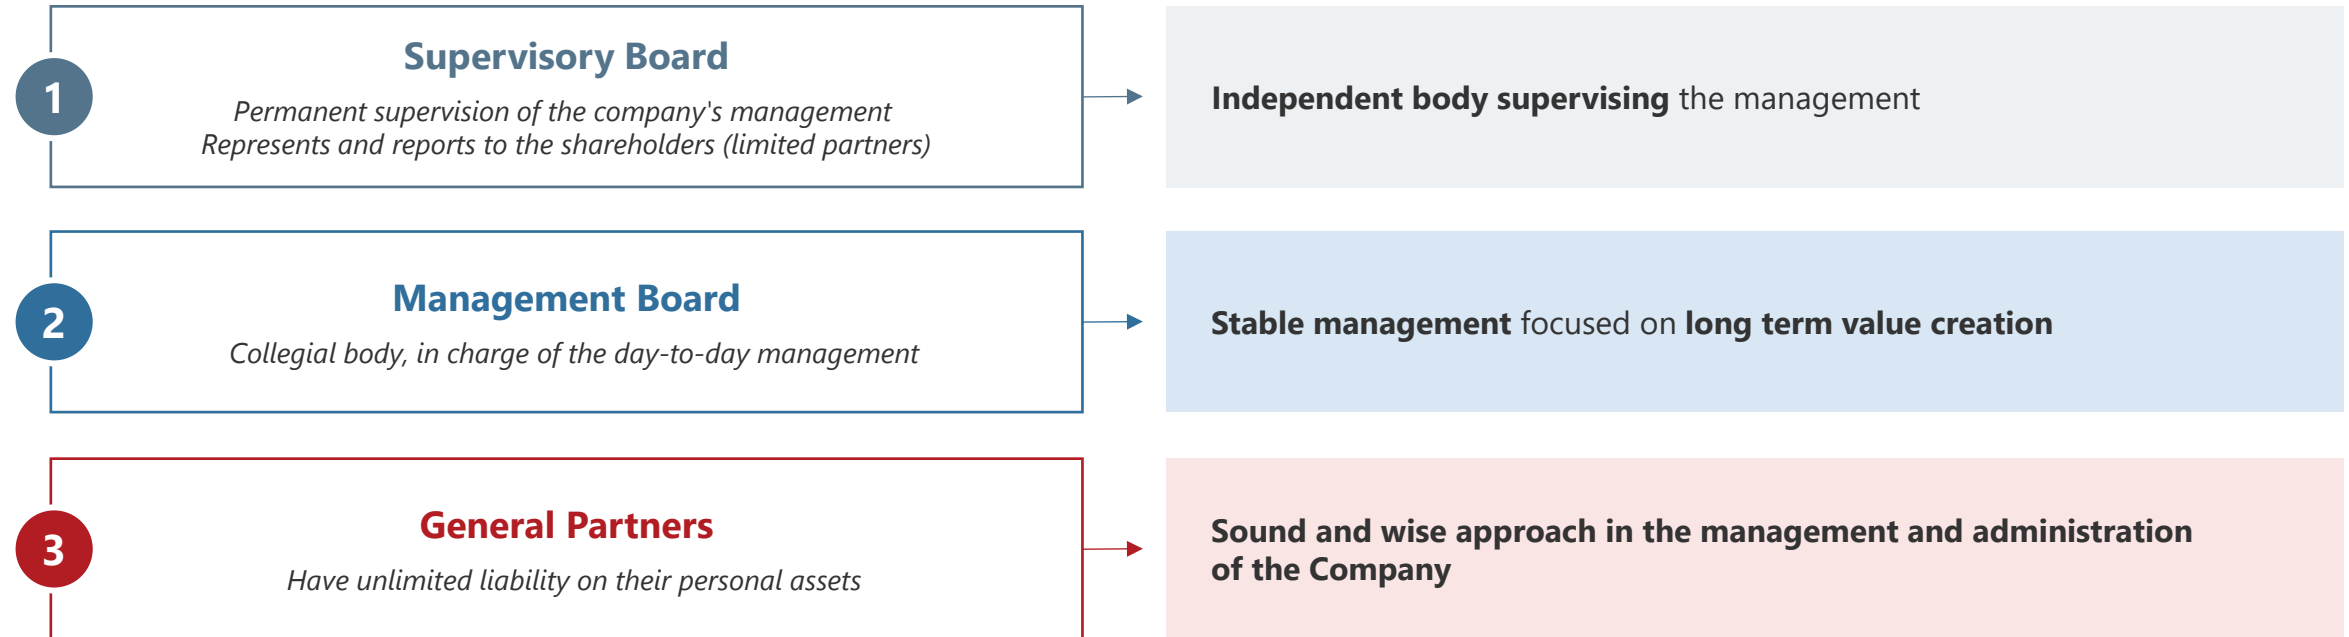 1
Supervisory Board
Permanent supervision of the company's management
Represents and reports to the shareholders (limited partners)
Independent body supervising the management
2
Management Board
Collegial body, in charge of the day-to-day management
Stable management focused on long term value creation
3
General Partners
Have unlimited liability on their personal assets
Sound and wise approach in the management and administration
of the Company